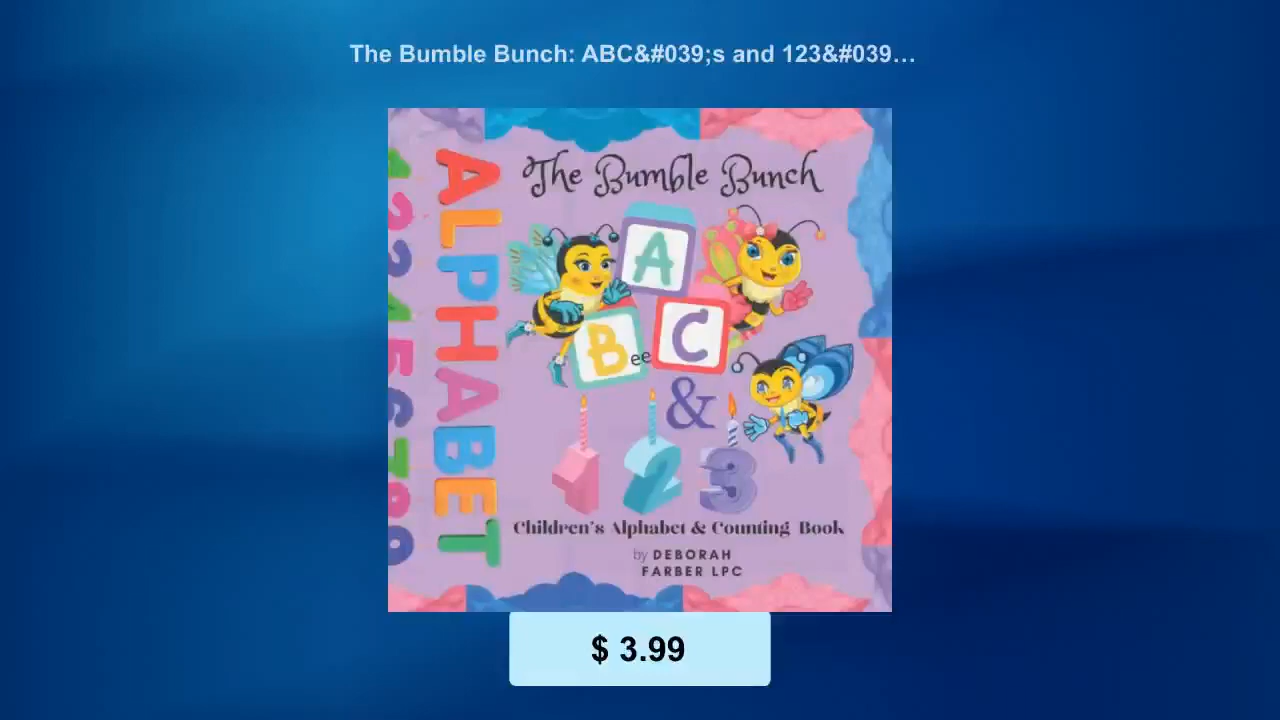 The Bumble Bunch: ABC&#039;s and 123&#039...
ALPHABET
The Bumble Bunch
A
Bee
C
&
1 2 3
Children's Alphabet & Counting Book
by DEBORAH
FARBER LPC
$ 3.99